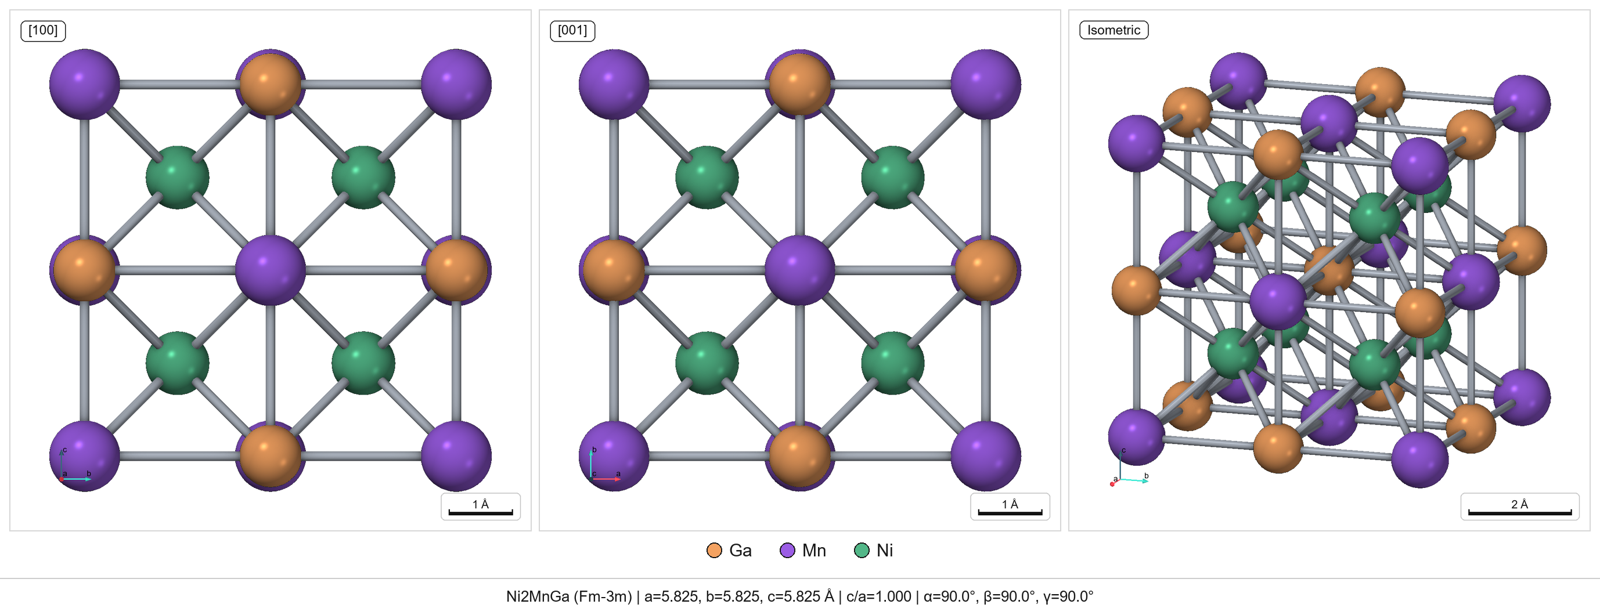 [100]
[001]
Isometric
c
a b
1 Å
b
c a
1 Å
c
a b
2 Å
Ga Mn Ni
Ni2MnGa (Fm-3m) | a=5.825, b=5.825, c=5.825 Å | c/a=1.000 | α=90.0°, β=90.0°, γ=90.0°